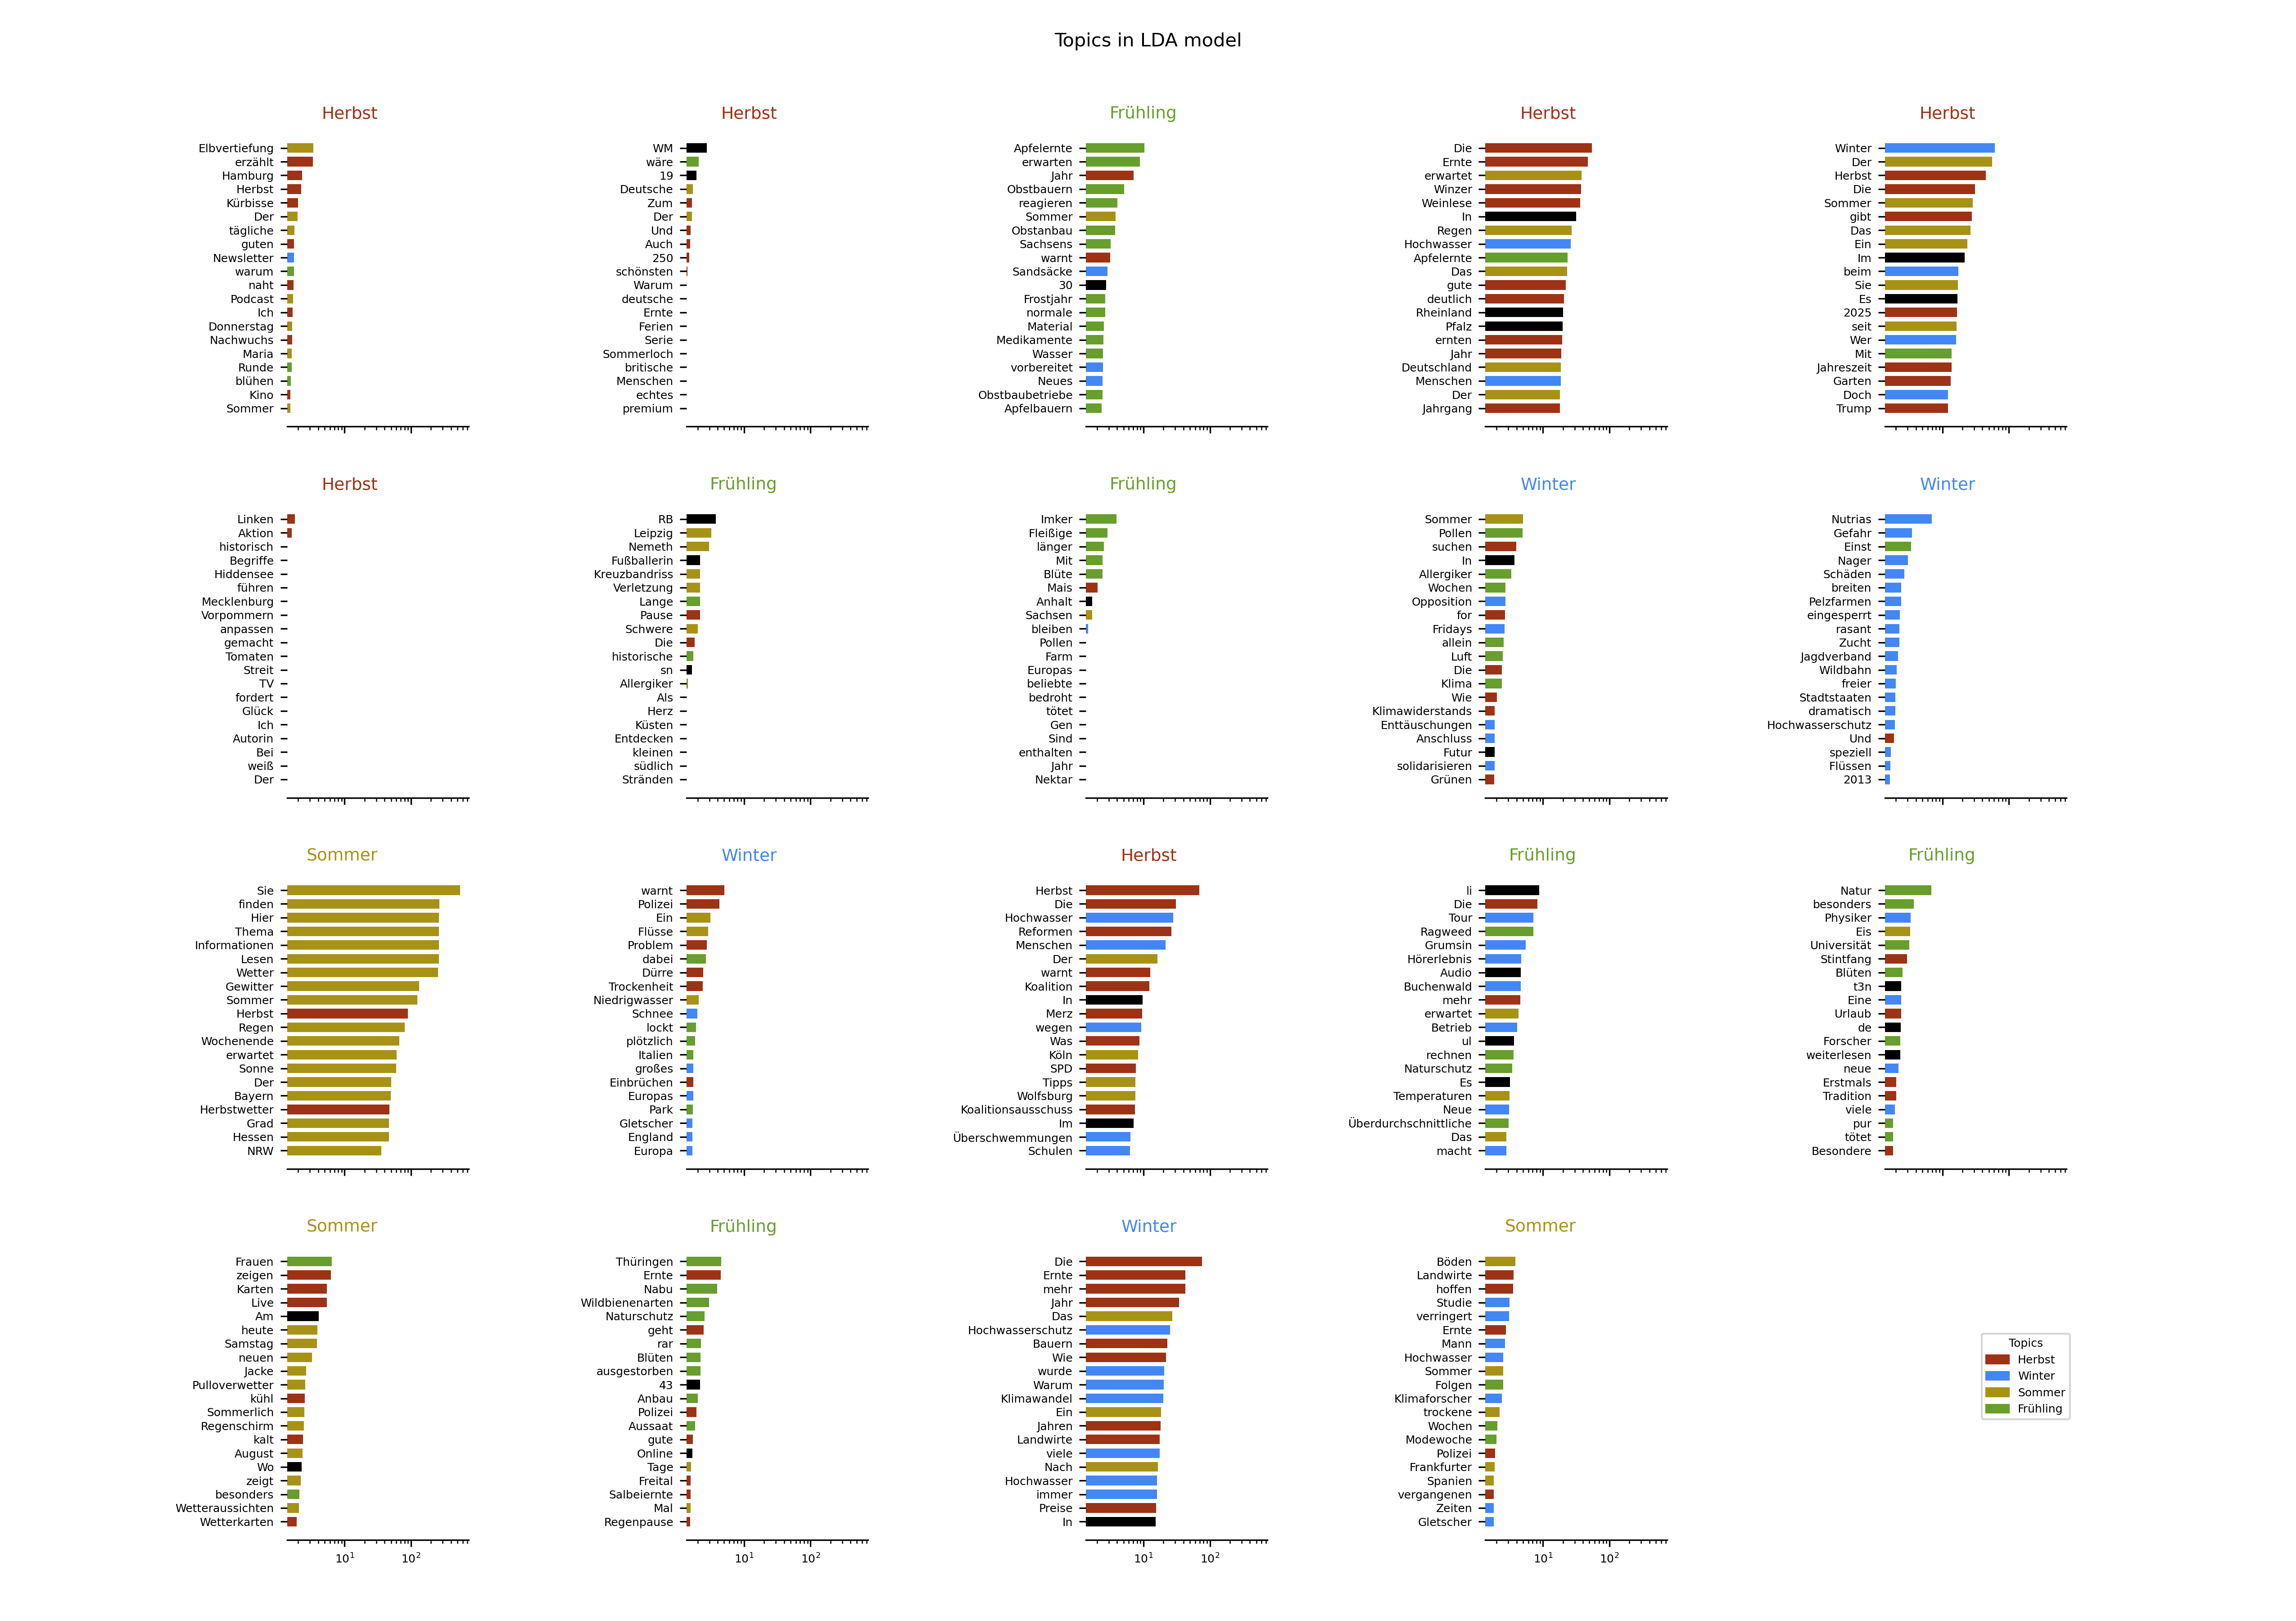 Topics in LDA model
Herbst
Elbvertiefung
erzählt
Hamburg
Herbst
Kürbisse
Der
tägliche
guten
Newsletter
warum
naht
Podcast
Ich
Donnerstag
Nachwuchs
Maria
Runde
blühen
Kino
Sommer
Herbst
WM
wäre
19
Deutsche
Zum
Der
Und
Auch
250
schönsten
Warum
deutsche
Ernte
Ferien
Serie
Sommerloch
britische
Menschen
echtes
premium
Frühling
Apfelernte
erwarten
Jahr
Obstbauern
reagieren
Sommer
Obstanbau
Sachsens
warnt
Sandsäcke
30
Frostjahr
normale
Material
Medikamente
Wasser
vorbereitet
Neues
Obstbaubetriebe
Apfelbauern
Herbst
Die
Ernte
erwartet
Winzer
Weinlese
In
Regen
Hochwasser
Apfelernte
Das
gute
deutlich
Rheinland
Pfalz
ernten
Jahr
Deutschland
Menschen
Der
Jahrgang
Herbst
Winter
Der
Herbst
Die
Sommer
gibt
Das
Ein
Im
beim
Sie
Es
2025
seit
Wer
Mit
Jahreszeit
Garten
Doch
Trump
Herbst
Linken
Aktion
historisch
Begriffe
Hiddensee
führen
Mecklenburg
Vorpommern
anpassen
gemacht
Tomaten
Streit
TV
fordert
Glück
Ich
Autorin
Bei
weiß
Der
Frühling
RB
Leipzig
Nemeth
Fußballerin
Kreuzbandriss
Verletzung
Lange
Pause
Schwere
Die
historische
sn
Allergiker
Als
Herz
Küsten
Entdecken
kleinen
südlich
Stränden
Frühling
Imker
Fleißige
länger
Mit
Blüte
Mais
Anhalt
Sachsen
bleiben
Pollen
Farm
Europas
beliebte
bedroht
tötet
Gen
Sind
enthalten
Jahr
Nektar
Winter
Sommer
Pollen
suchen
In
Allergiker
Wochen
Opposition
for
Fridays
allein
Luft
Die
Klima
Wie
Klimawiderstands
Enttäuschungen
Anschluss
Futur
solidarisieren
Grünen
Winter
Nutrias
Gefahr
Einst
Nager
Schäden
breiten
Pelzfarmen
eingesperrt
rasant
Zucht
Jagdverband
Wildbahn
freier
Stadtstaaten
dramatisch
Hochwasserschutz
Und
speziell
Flüssen
2013
Sommer
Sie
finden
Hier
Thema
Informationen
Lesen
Wetter
Gewitter
Sommer
Herbst
Regen
Wochenende
erwartet
Sonne
Der
Bayern
Herbstwetter
Grad
Hessen
NRW
Winter
warnt
Polizei
Ein
Flüsse
Problem
dabei
Dürre
Trockenheit
Niedrigwasser
Schnee
lockt
plötzlich
Italien
großes
Einbrüchen
Europas
Park
Gletscher
England
Europa
Herbst
Herbst
Die
Hochwasser
Reformen
Menschen
Der
warnt
Koalition
In
Merz
wegen
Was
Köln
SPD
Tipps
Wolfsburg
Koalitionsausschuss
Im
Überschwemmungen
Schulen
Frühling
li
Die
Tour
Ragweed
Grumsin
Hörerlebnis
Audio
Buchenwald
mehr
erwartet
Betrieb
ul
rechnen
Naturschutz
Es
Temperaturen
Neue
Überdurchschnittliche
Das
macht
Frühling
Natur
besonders
Physiker
Eis
Universität
Stintfang
Blüten
t3n
Eine
Urlaub
de
Forscher
weiterlesen
neue
Erstmals
Tradition
viele
pur
tötet
Besondere
Sommer
Frauen
zeigen
Karten
Live
Am
heute
Samstag
neuen
Jacke
Pulloverwetter
kühl
Sommerlich
Regenschirm
kalt
August
Wo
zeigt
besonders
Wetteraussichten
Wetterkarten
10¹ 10²
Frühling
Thüringen
Ernte
Nabu
Wildbienenarten
Naturschutz
geht
rar
Blüten
ausgestorben
43
Anbau
Polizei
Aussaat
gute
Online
Tage
Freital
Salbeiernte
Mal
Regenpause
10¹ 10²
Winter
Die
Ernte
mehr
Jahr
Das
Hochwasserschutz
Bauern
Wie
wurde
Warum
Klimawandel
Ein
Jahren
Landwirte
viele
Nach
Hochwasser
immer
Preise
In
10¹ 10²
Sommer
Böden
Landwirte
hoffen
Studie
verringert
Ernte
Mann
Hochwasser
Sommer
Folgen
Klimaforscher
trockene
Wochen
Modewoche
Polizei
Frankfurter
Spanien
vergangenen
Zeiten
Gletscher
10¹ 10²
Topics
Herbst
Winter
Sommer
Frühling